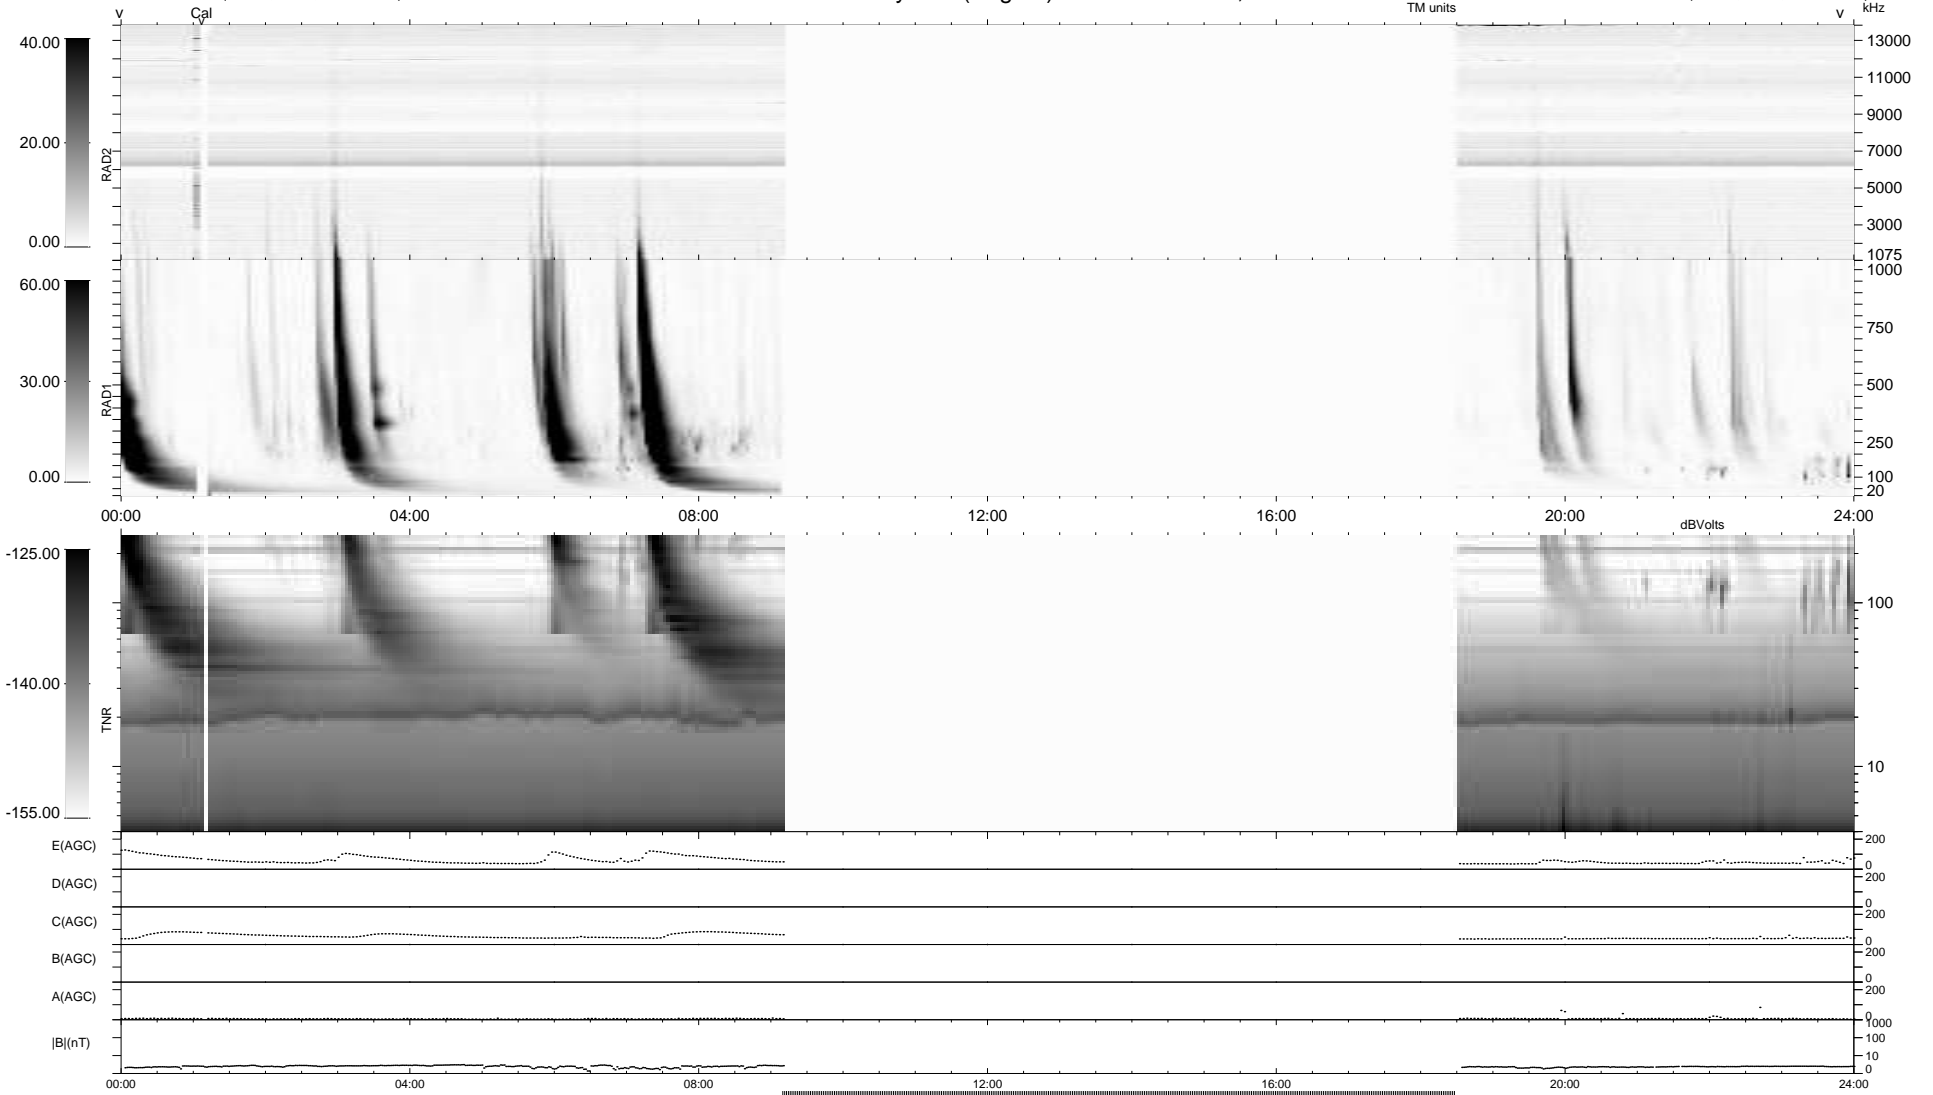 v Cal v TM units v kHz
40.00
20.00
0.00
RAD2
13000
11000
9000
7000
5000
3000
1075
60.00
30.00
0.00
RAD1
1000
750
500
250
100
20
00:00 04:00 08:00 12:00 16:00 20:00 24:00
dBVolts
-125.00
-140.00
-155.00
TNR
100
10
E(AGC) 200 0
D(AGC) 200 0
C(AGC) 200 0
B(AGC) 200 0
A(AGC) 200 0
|B|(nT) 1000 100 10 0
00:00 04:00 08:00 12:00 16:00 20:00 24:00